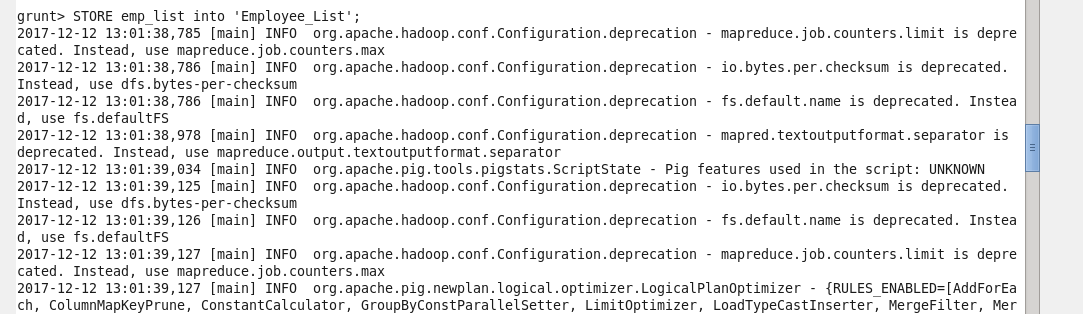 grunt> STORE emp_list into 'Employee_List';
2017-12-12 13:01:38,785 [main] INFO  org.apache.hadoop.conf.Configuration.deprecation - mapreduce.job.counters.limit is depre
cated. Instead, use mapreduce.job.counters.max
2017-12-12 13:01:38,786 [main] INFO  org.apache.hadoop.conf.Configuration.deprecation - io.bytes.per.checksum is deprecated.
Instead, use dfs.bytes-per-checksum
2017-12-12 13:01:38,786 [main] INFO  org.apache.hadoop.conf.Configuration.deprecation - fs.default.name is deprecated. Instea
d, use fs.defaultFS
2017-12-12 13:01:38,978 [main] INFO  org.apache.hadoop.conf.Configuration.deprecation - mapred.textoutputformat.separator is
deprecated. Instead, use mapreduce.output.textoutputformat.separator
2017-12-12 13:01:39,034 [main] INFO  org.apache.pig.tools.pigstats.ScriptState - Pig features used in the script: UNKNOWN
2017-12-12 13:01:39,125 [main] INFO  org.apache.hadoop.conf.Configuration.deprecation - io.bytes.per.checksum is deprecated.
Instead, use dfs.bytes-per-checksum
2017-12-12 13:01:39,126 [main] INFO  org.apache.hadoop.conf.Configuration.deprecation - fs.default.name is deprecated. Instea
d, use fs.defaultFS
2017-12-12 13:01:39,127 [main] INFO  org.apache.hadoop.conf.Configuration.deprecation - mapreduce.job.counters.limit is depre
cated. Instead, use mapreduce.job.counters.max
2017-12-12 13:01:39,127 [main] INFO  org.apache.pig.newplan.logical.optimizer.LogicalPlanOptimizer - {RULES_ENABLED=[AddForEa
ch, ColumnMapKeyPrune, ConstantCalculator, GroupByConstParallelSetter, LimitOptimizer, LoadTypeCastInserter, MergeFilter, Mer